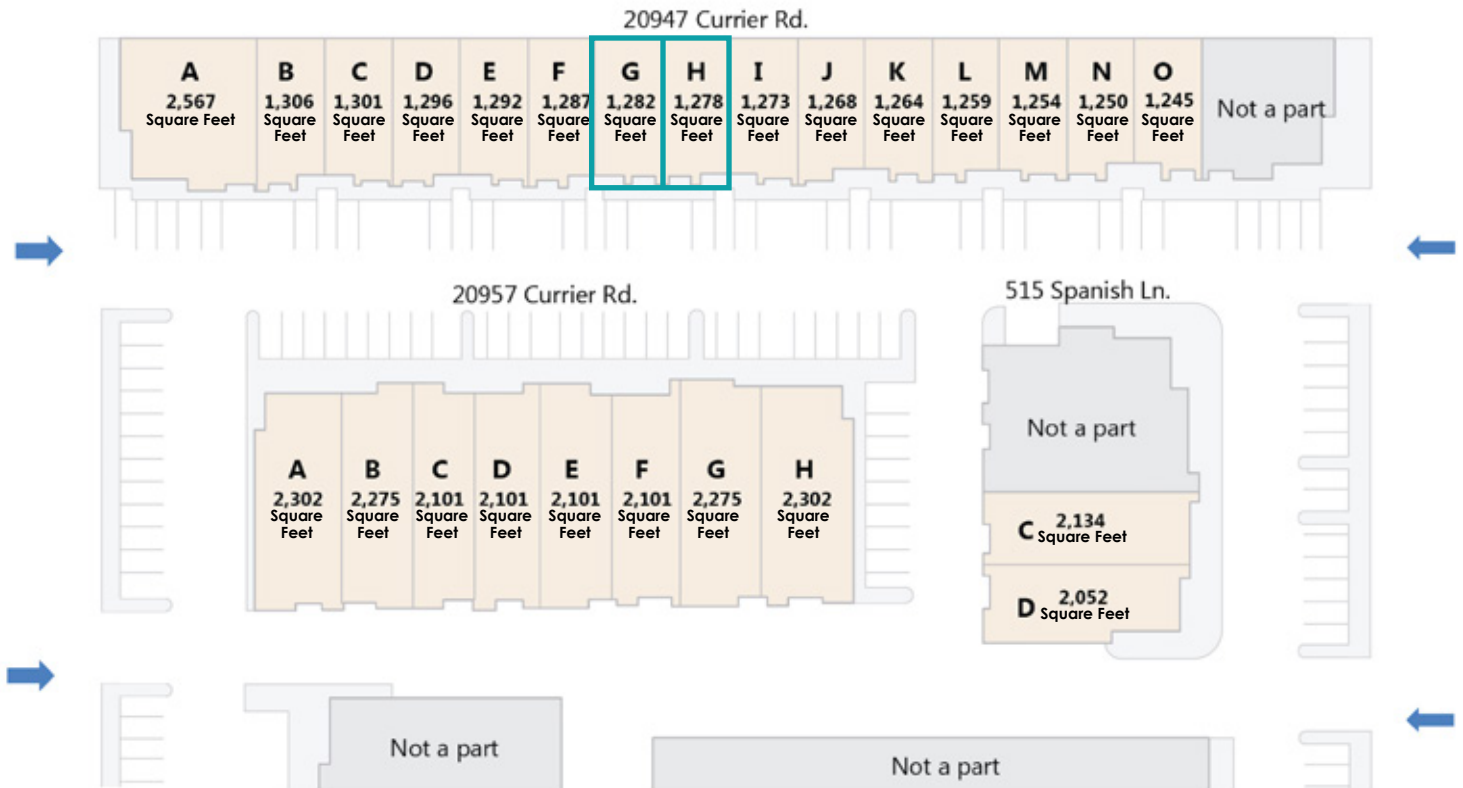 20947 Currier Rd.
A B C D E F G H I J K L M N O
2,567 1,306 1,301 1,296 1,292 1,287 1,282 1,278 1,273 1,268 1,264 1,259 1,254 1,250 1,245 Not a part
Square Feet Square Square Square Square Square Square Square Square Square Square Square Square Square Square
Feet Feet Feet Feet Feet Feet Feet Feet Feet Feet Feet Feet Feet Feet
20957 Currier Rd.
515 Spanish Ln.
Not a part
A B C D E F G H
2,302 2,275 2,101 2,101 2,101 2,101 2,275 2,302
Square Square Square Square Square Square Square Square
Feet Feet Feet Feet Feet Feet Feet Feet
C 2,134
Square Feet
D 2,052
Square Feet
Not a part
Not a part